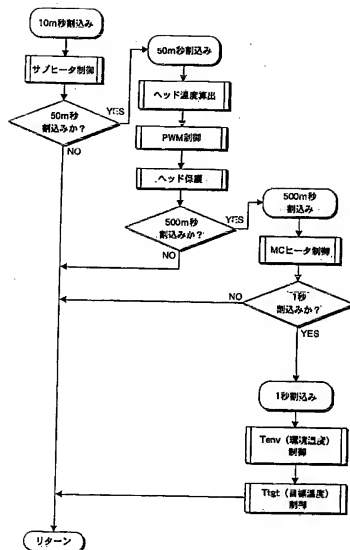 10m秒割込み
サブヒータ制御
50m秒
割込みか?
YES
NO
50m秒割込み
ヘッド温度算出
PWM制御
ヘッド保護
500m秒
割込みか?
YES
NO
500m秒
割込み
MCヒータ制御
1秒
割込みか?
NO
YES
1秒割込み
Tenv(環境温度)
制御
Ttgt(目標温度)
制御
リターン